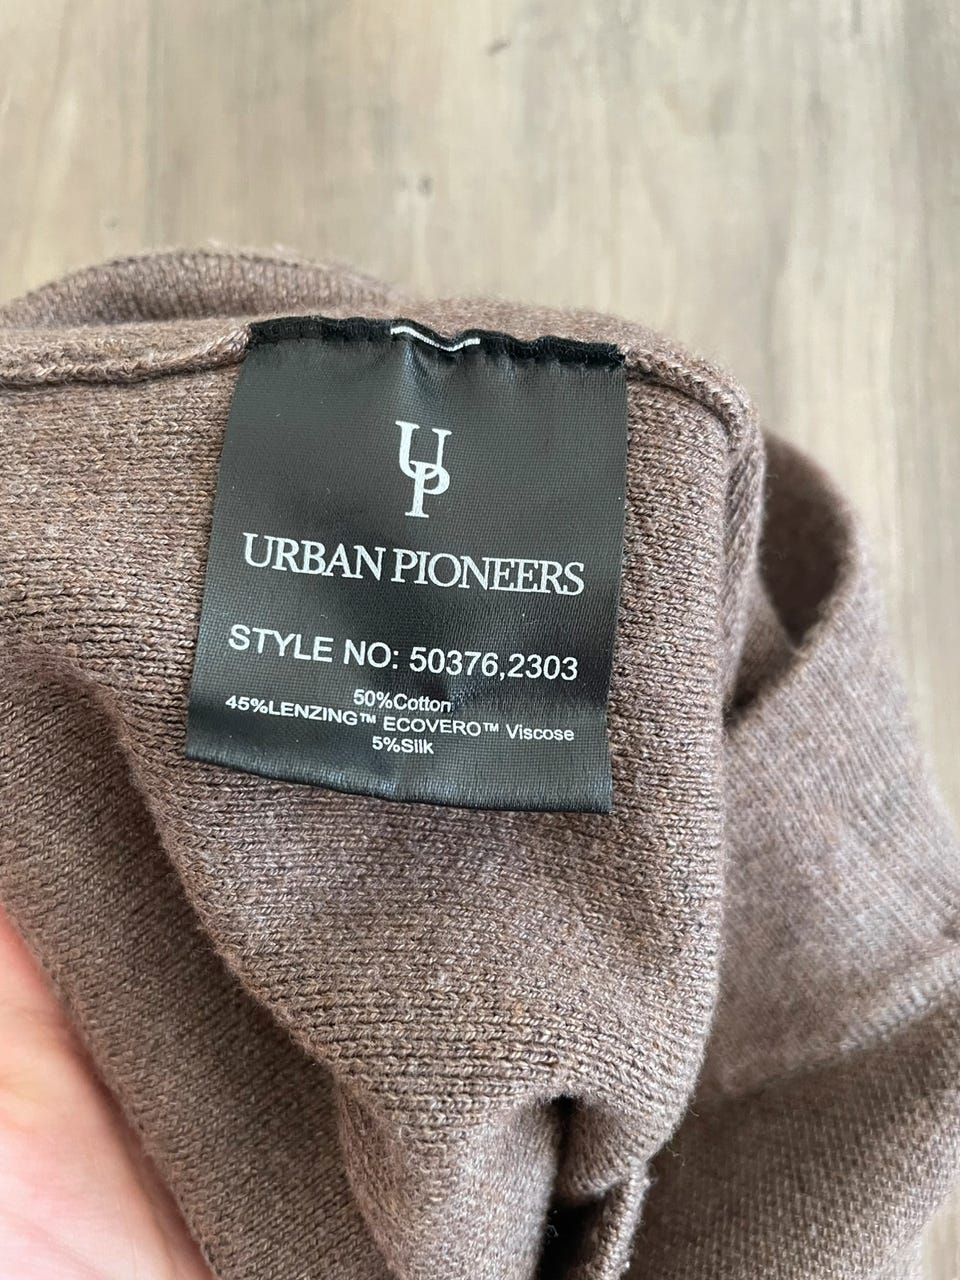 UP
URBAN PIONEERS
STYLE NO: 50376,2303
50%Cotton
45%LENZING™ ECOVERO™ Viscose
5%Silk